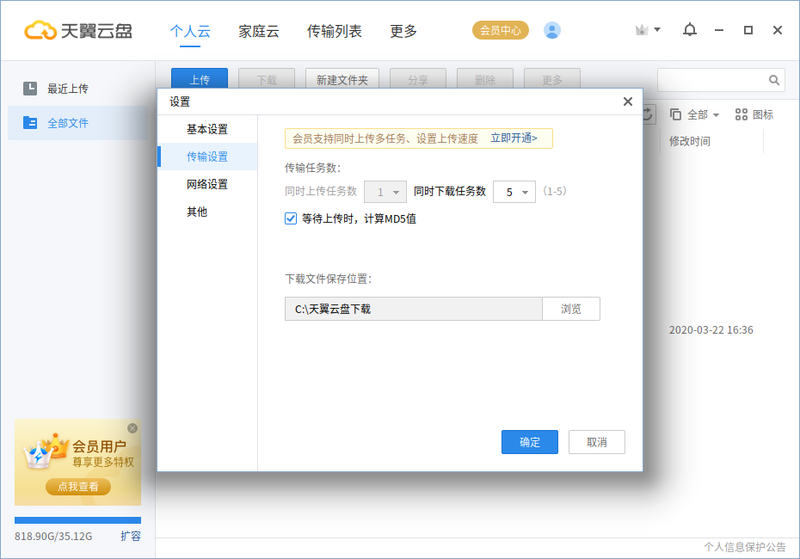 天翼云盘
个人云 家庭云 传输列表 更多
会员中心
最近上传
全部文件
上传 下载 新建文件夹 分享 删除 更多
全部 图标
修改时间
设置
基本设置
传输设置
网络设置
其他
会员支持同时上传多任务、设置上传速度 立即开通>
传输任务数：
同时上传任务数 1 同时下载任务数 5 (1-5)
等待上传时，计算MD5值
下载文件保存位置：
C:\天翼云盘下载 浏览
确定 取消
2020-03-22 16:36
会员用户
尊享更多特权
点我查看
818.90G/35.12G 扩容
个人信息保护公告